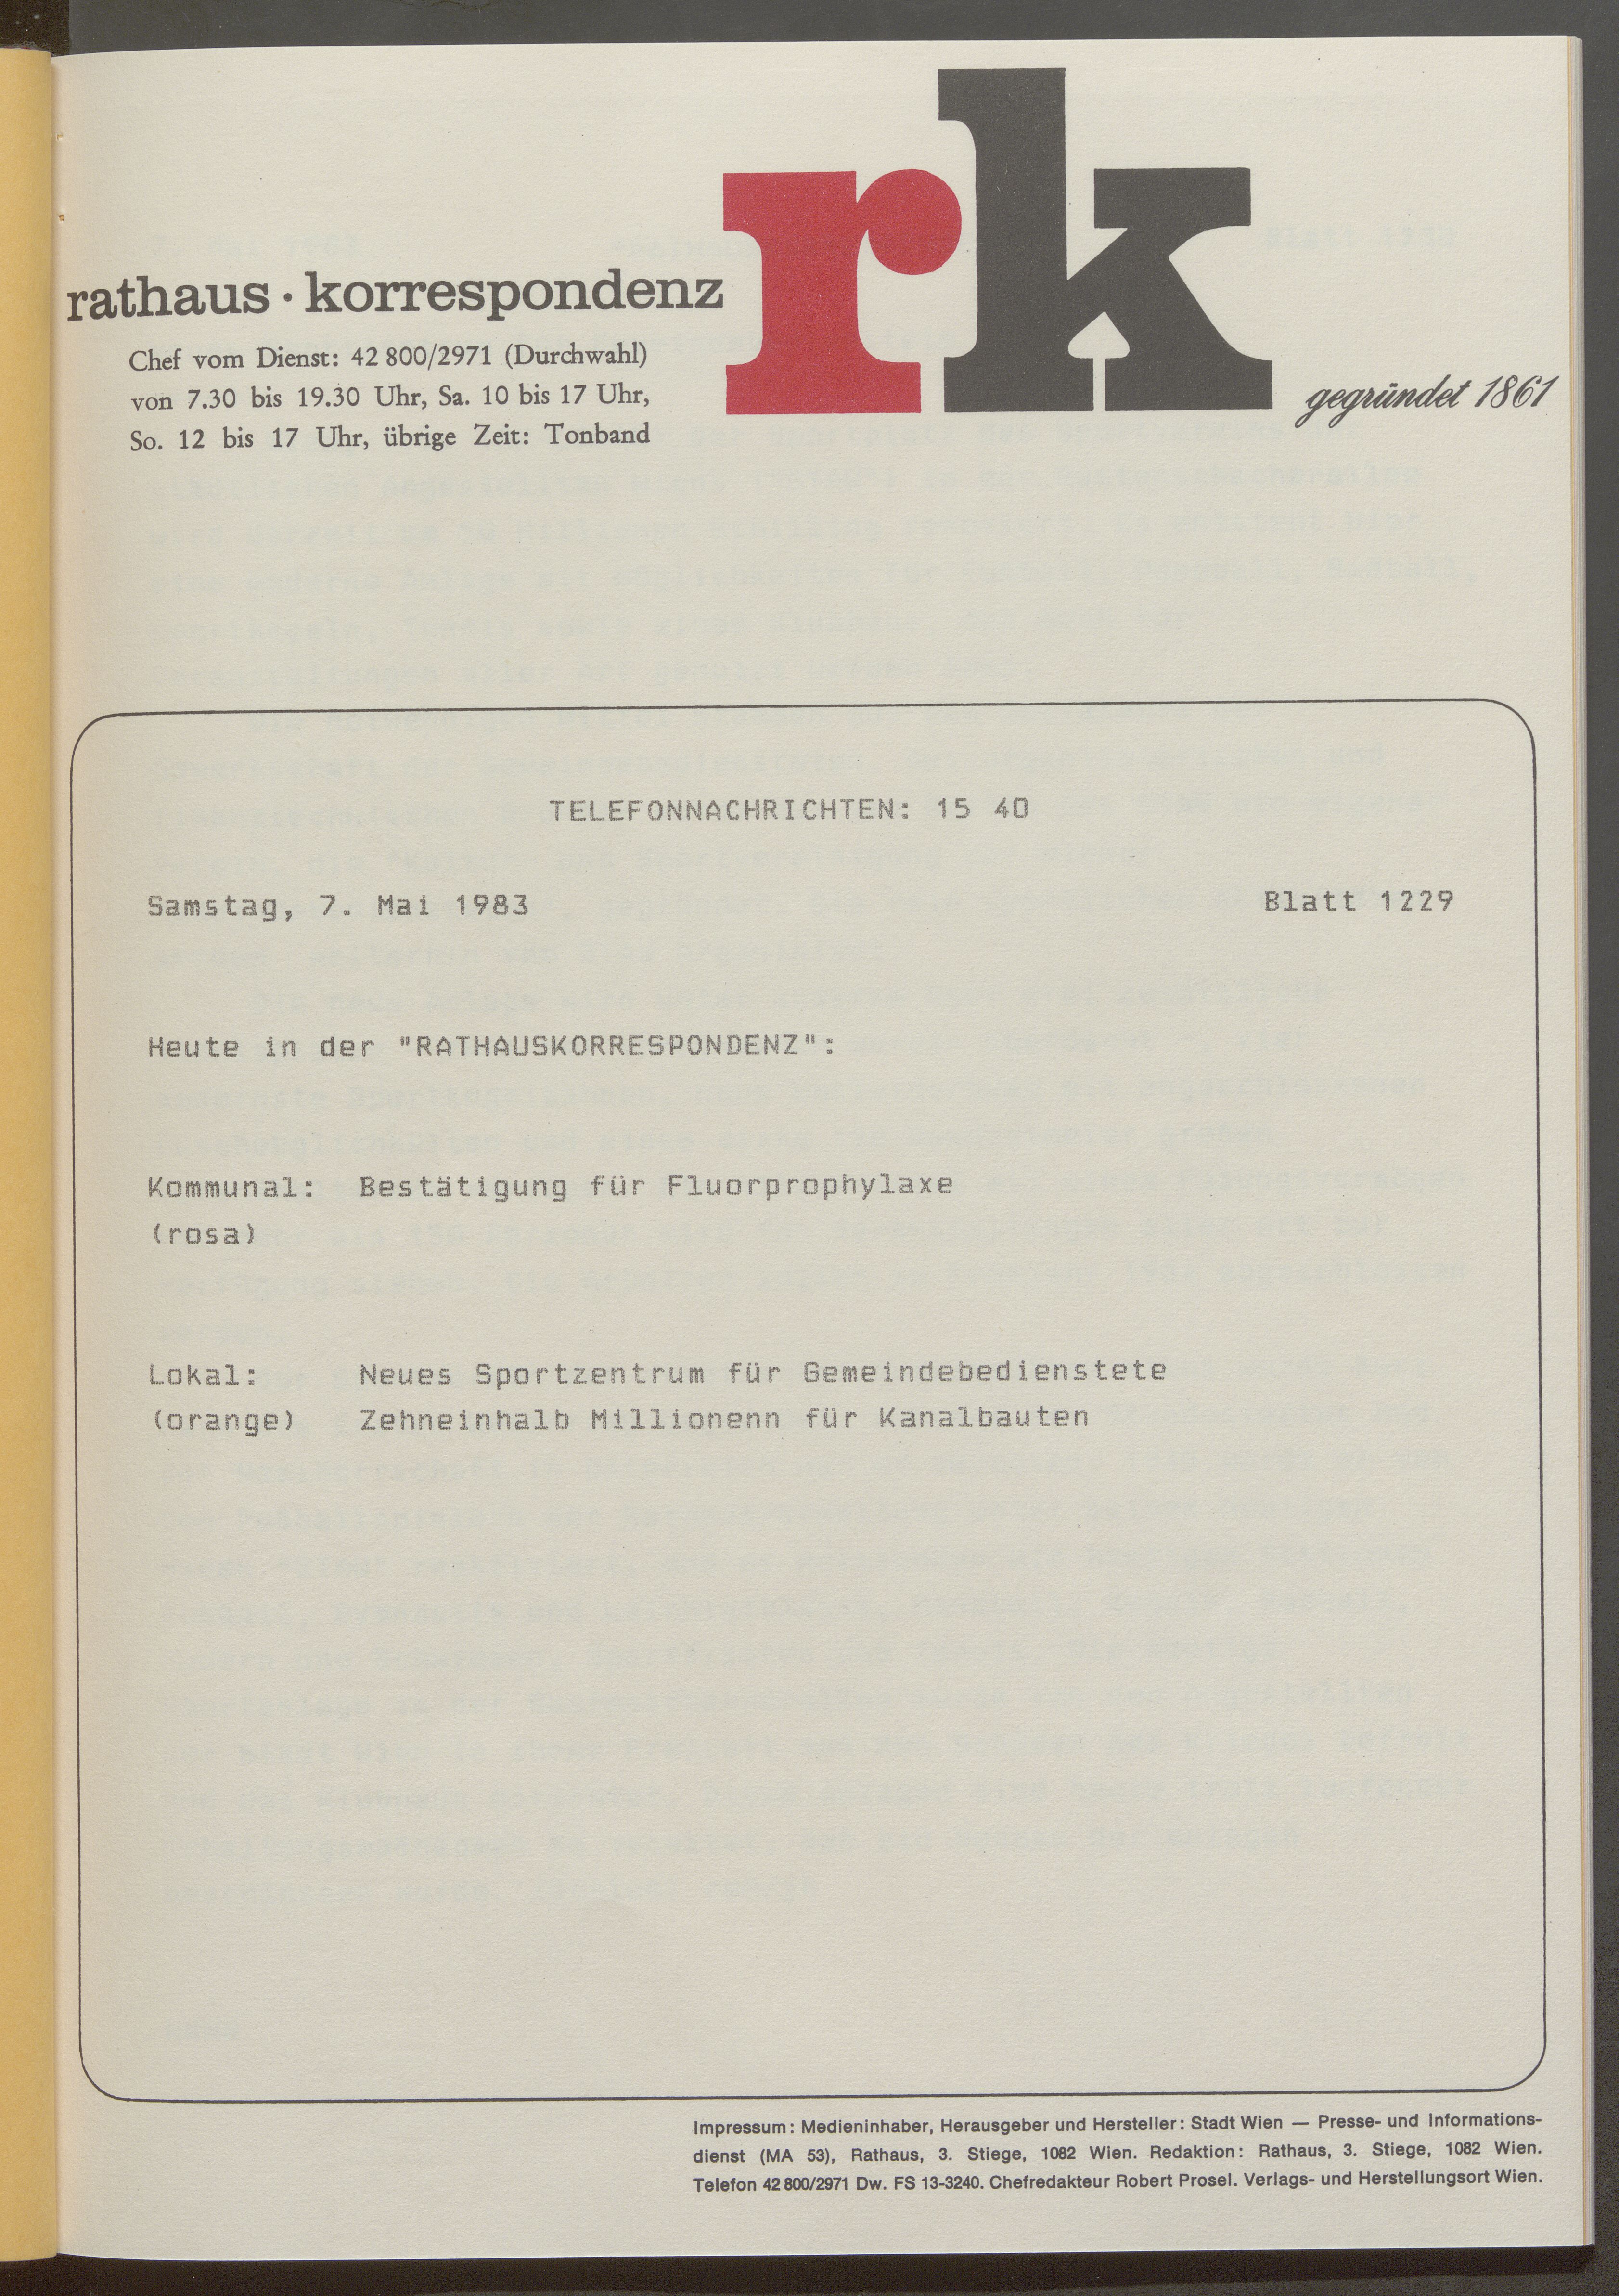 rk
rathaus · korrespondenz
gegründet 1861
Chef vom Dienst: 42 800/2971 (Durchwahl)
von 7.30 bis 19.30 Uhr, Sa. 10 bis 17 Uhr,
So. 12 bis 17 Uhr, übrige Zeit: Tonband
TELEFONNACHRICHTEN: 15 40
Samstag, 7. Mai 1983 Blatt 1229
Heute in der "RATHAUSKORRESPONDENZ":
Kommunal: Bestätigung für Fluorprophylaxe
(rosa)
Lokal: Neues Sportzentrum für Gemeindebedienstete
(orange) Zehneinhalb Millionenn für Kanalbauten
Impressum: Medieninhaber, Herausgeber und Hersteller: Stadt Wien — Presse- und Informations-
dienst (MA 53), Rathaus, 3. Stiege, 1082 Wien. Redaktion: Rathaus, 3. Stiege, 1082 Wien.
Telefon 42 800/2971 Dw. FS 13-3240. Chefredakteur Robert Prosel. Verlags- und Herstellungsort Wien.